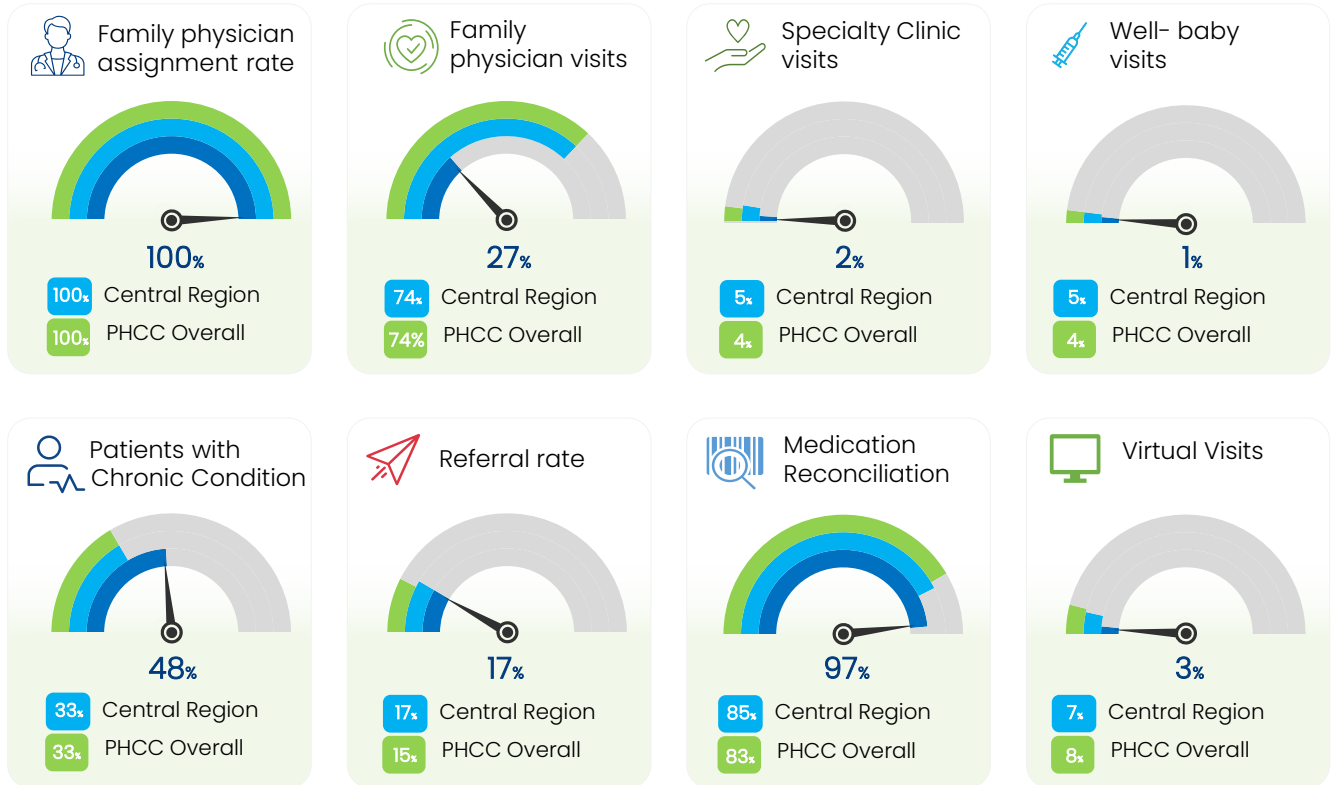 Family physician
assignment rate
100%
100% Central Region
100% PHCC Overall
Family
physician visits
27%
74% Central Region
74% PHCC Overall
Specialty Clinic
visits
2%
5% Central Region
4% PHCC Overall
Well- baby
visits
1%
5% Central Region
4% PHCC Overall
Patients with
Chronic Condition
48%
33% Central Region
33% PHCC Overall
Referral rate
17%
17% Central Region
15% PHCC Overall
Medication
Reconciliation
97%
85% Central Region
83% PHCC Overall
Virtual Visits
3%
7% Central Region
8% PHCC Overall